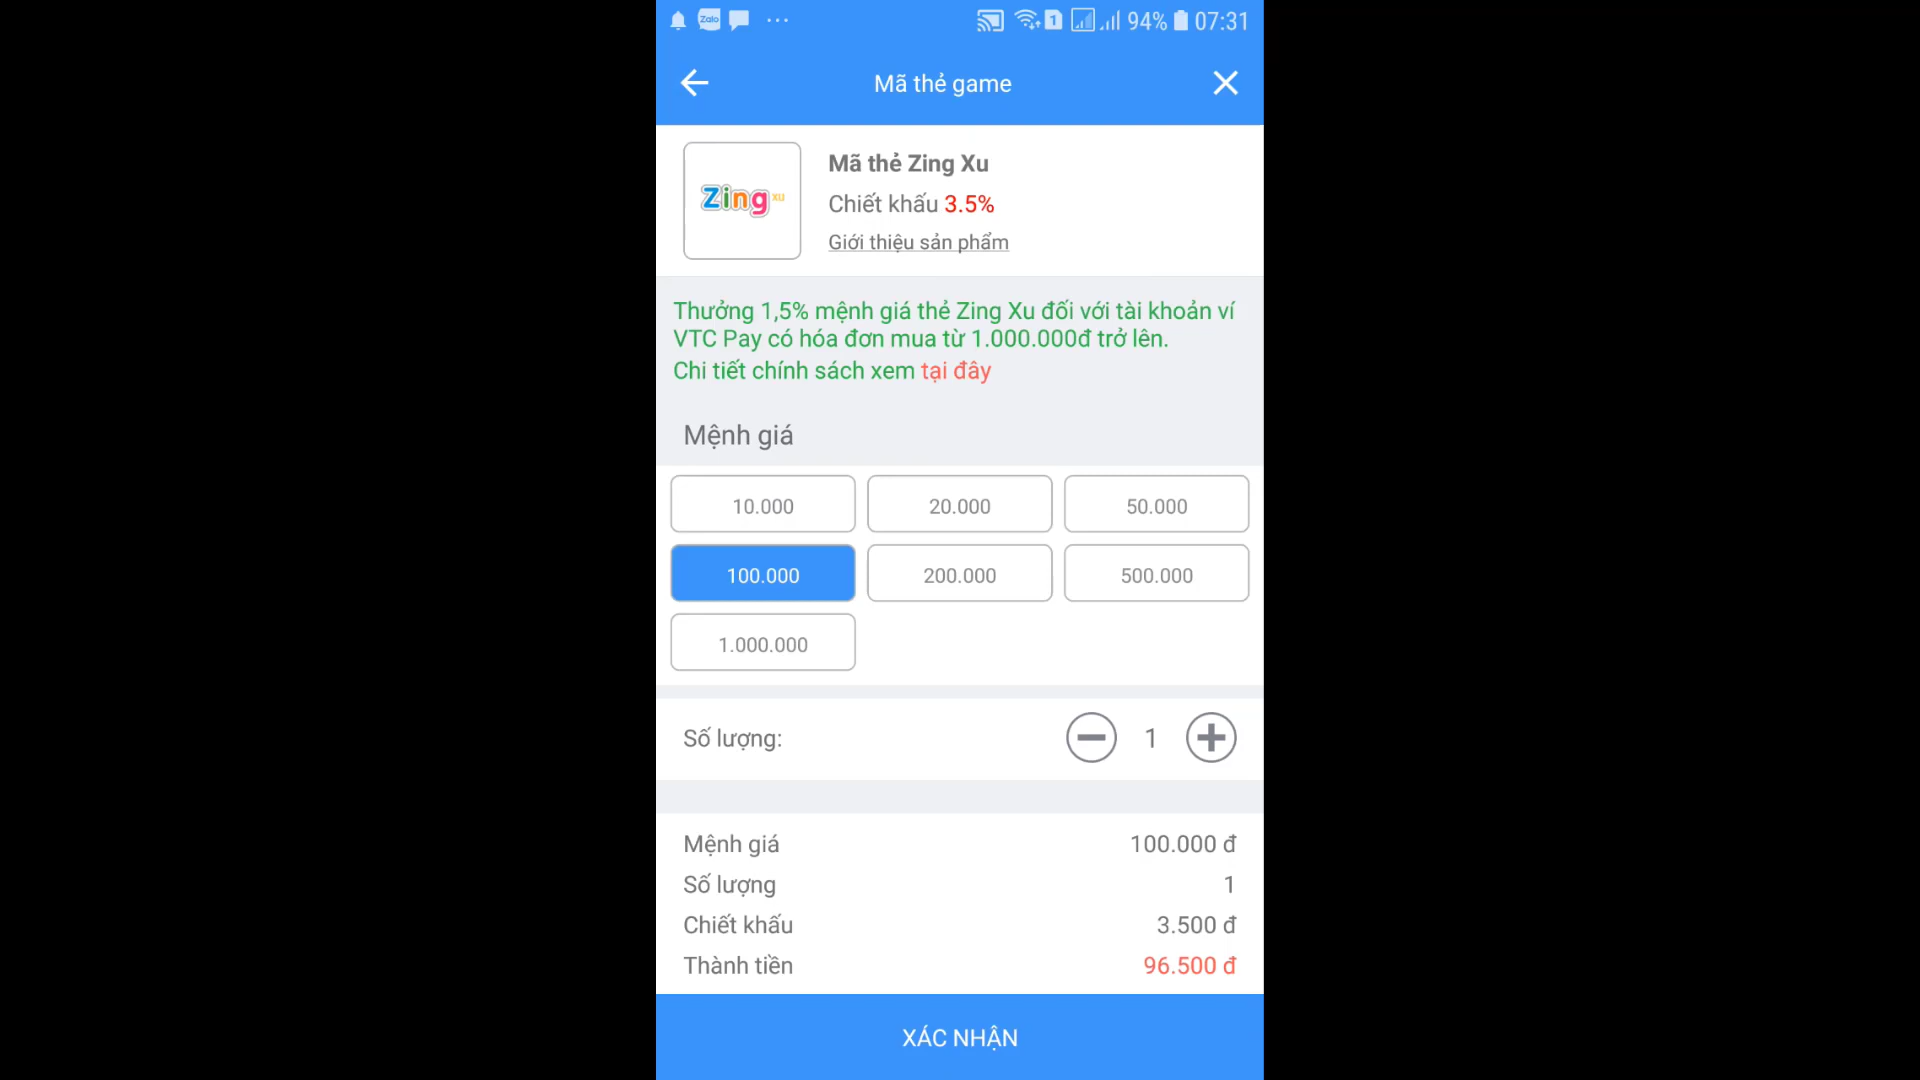 Zalo 1 94% 07:31
Mã thẻ game
Zing xu
Mã thẻ Zing Xu
Chiết khấu 3.5%
Giới thiệu sản phẩm
Thưởng 1,5% mệnh giá thẻ Zing Xu đối với tài khoản ví
VTC Pay có hóa đơn mua từ 1.000.000đ trở lên.
Chi tiết chính sách xem tại đây
Mệnh giá
10.000 20.000 50.000
100.000 200.000 500.000
1.000.000
Số lượng: 1
Mệnh giá 100.000 đ
Số lượng 1
Chiết khấu 3.500 đ
Thành tiền 96.500 đ
XÁC NHẬN